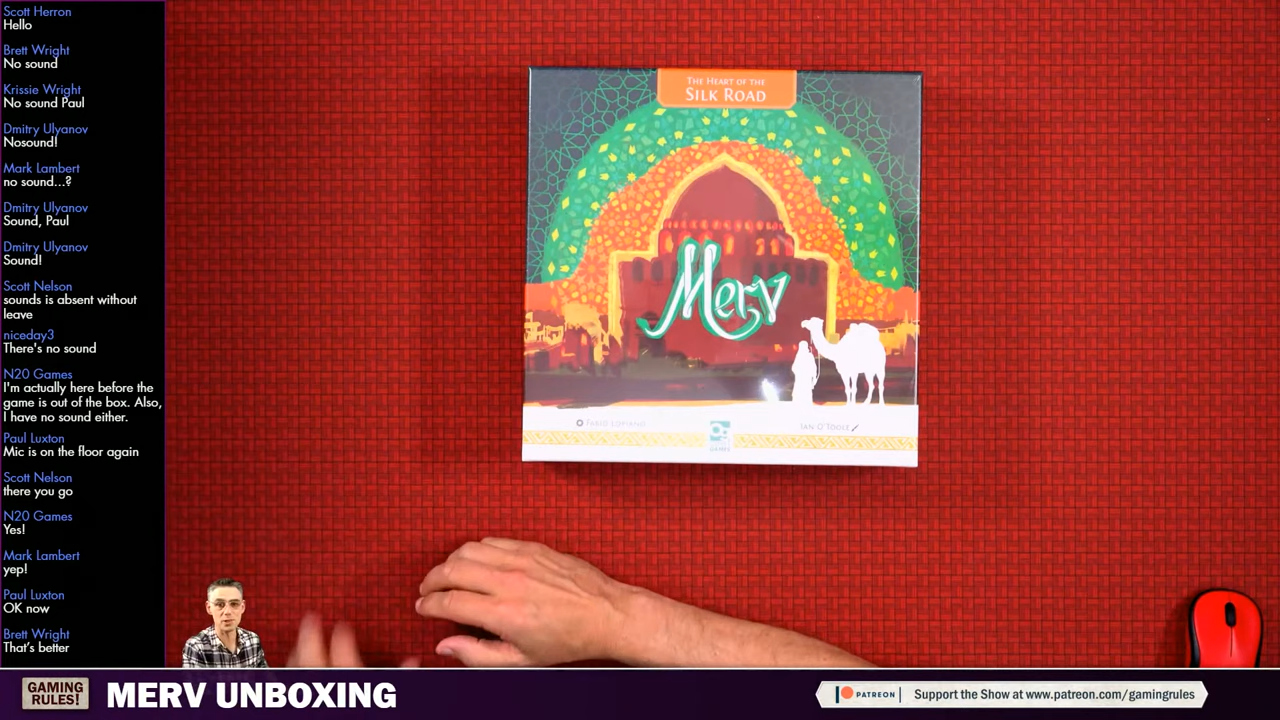 Scott Herron
Hello
Brett Wright
No sound
Krissie Wright
No sound Paul
Dmitry Ulyanov
Nosound!
Mark Lambert
no sound...?
Dmitry Ulyanov
Sound, Paul
Dmitry Ulyanov
Sound!
Scott Nelson
sounds is absent without
leave
niceday3
There's no sound
N20 Games
I'm actually here before the
game is out of the box. Also,
I have no sound either.
Paul Luxton
Mic is on the floor again
Scott Nelson
there you go
N20 Games
Yes!
Mark Lambert
yep!
Paul Luxton
OK now
Brett Wright
That's better
THE HEART OF THE
SILK ROAD
Merv
IAN O'TOOLE
GAMES
GAMING
RULES!
MERV UNBOXING
PATREON
Support the Show at www.patreon.com/gamingrules